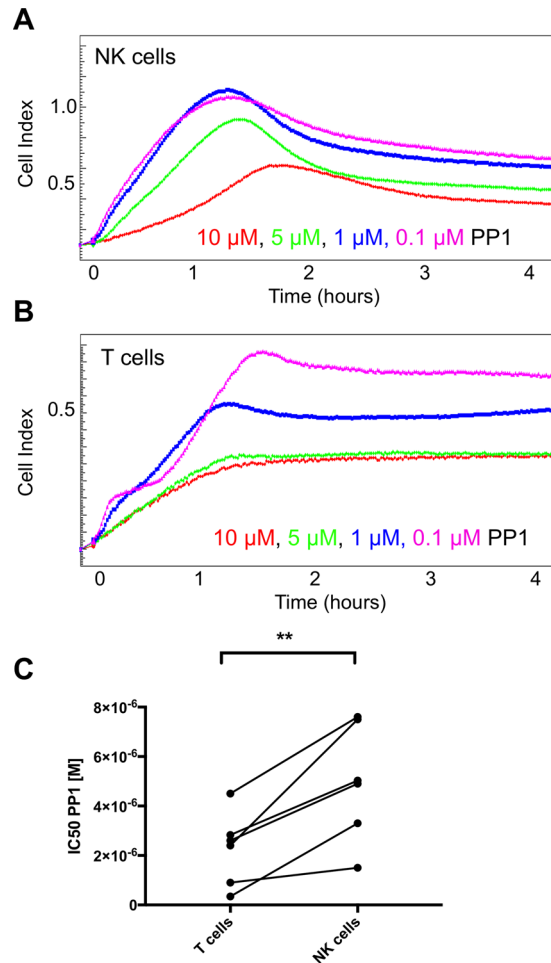 A
NK cells
1.0
0.5
Cell Index
10 µM, 5 µM, 1 µM, 0.1 µM PP1
0 1 2 3 4
Time (hours)
B
T cells
0.5
Cell Index
10 µM, 5 µM, 1 µM, 0.1 µM PP1
0 1 2 3 4
Time (hours)
**
C
8×10⁻⁶
6×10⁻⁶
4×10⁻⁶
2×10⁻⁶
0
IC50 PP1 [M]
T cells
NK cells